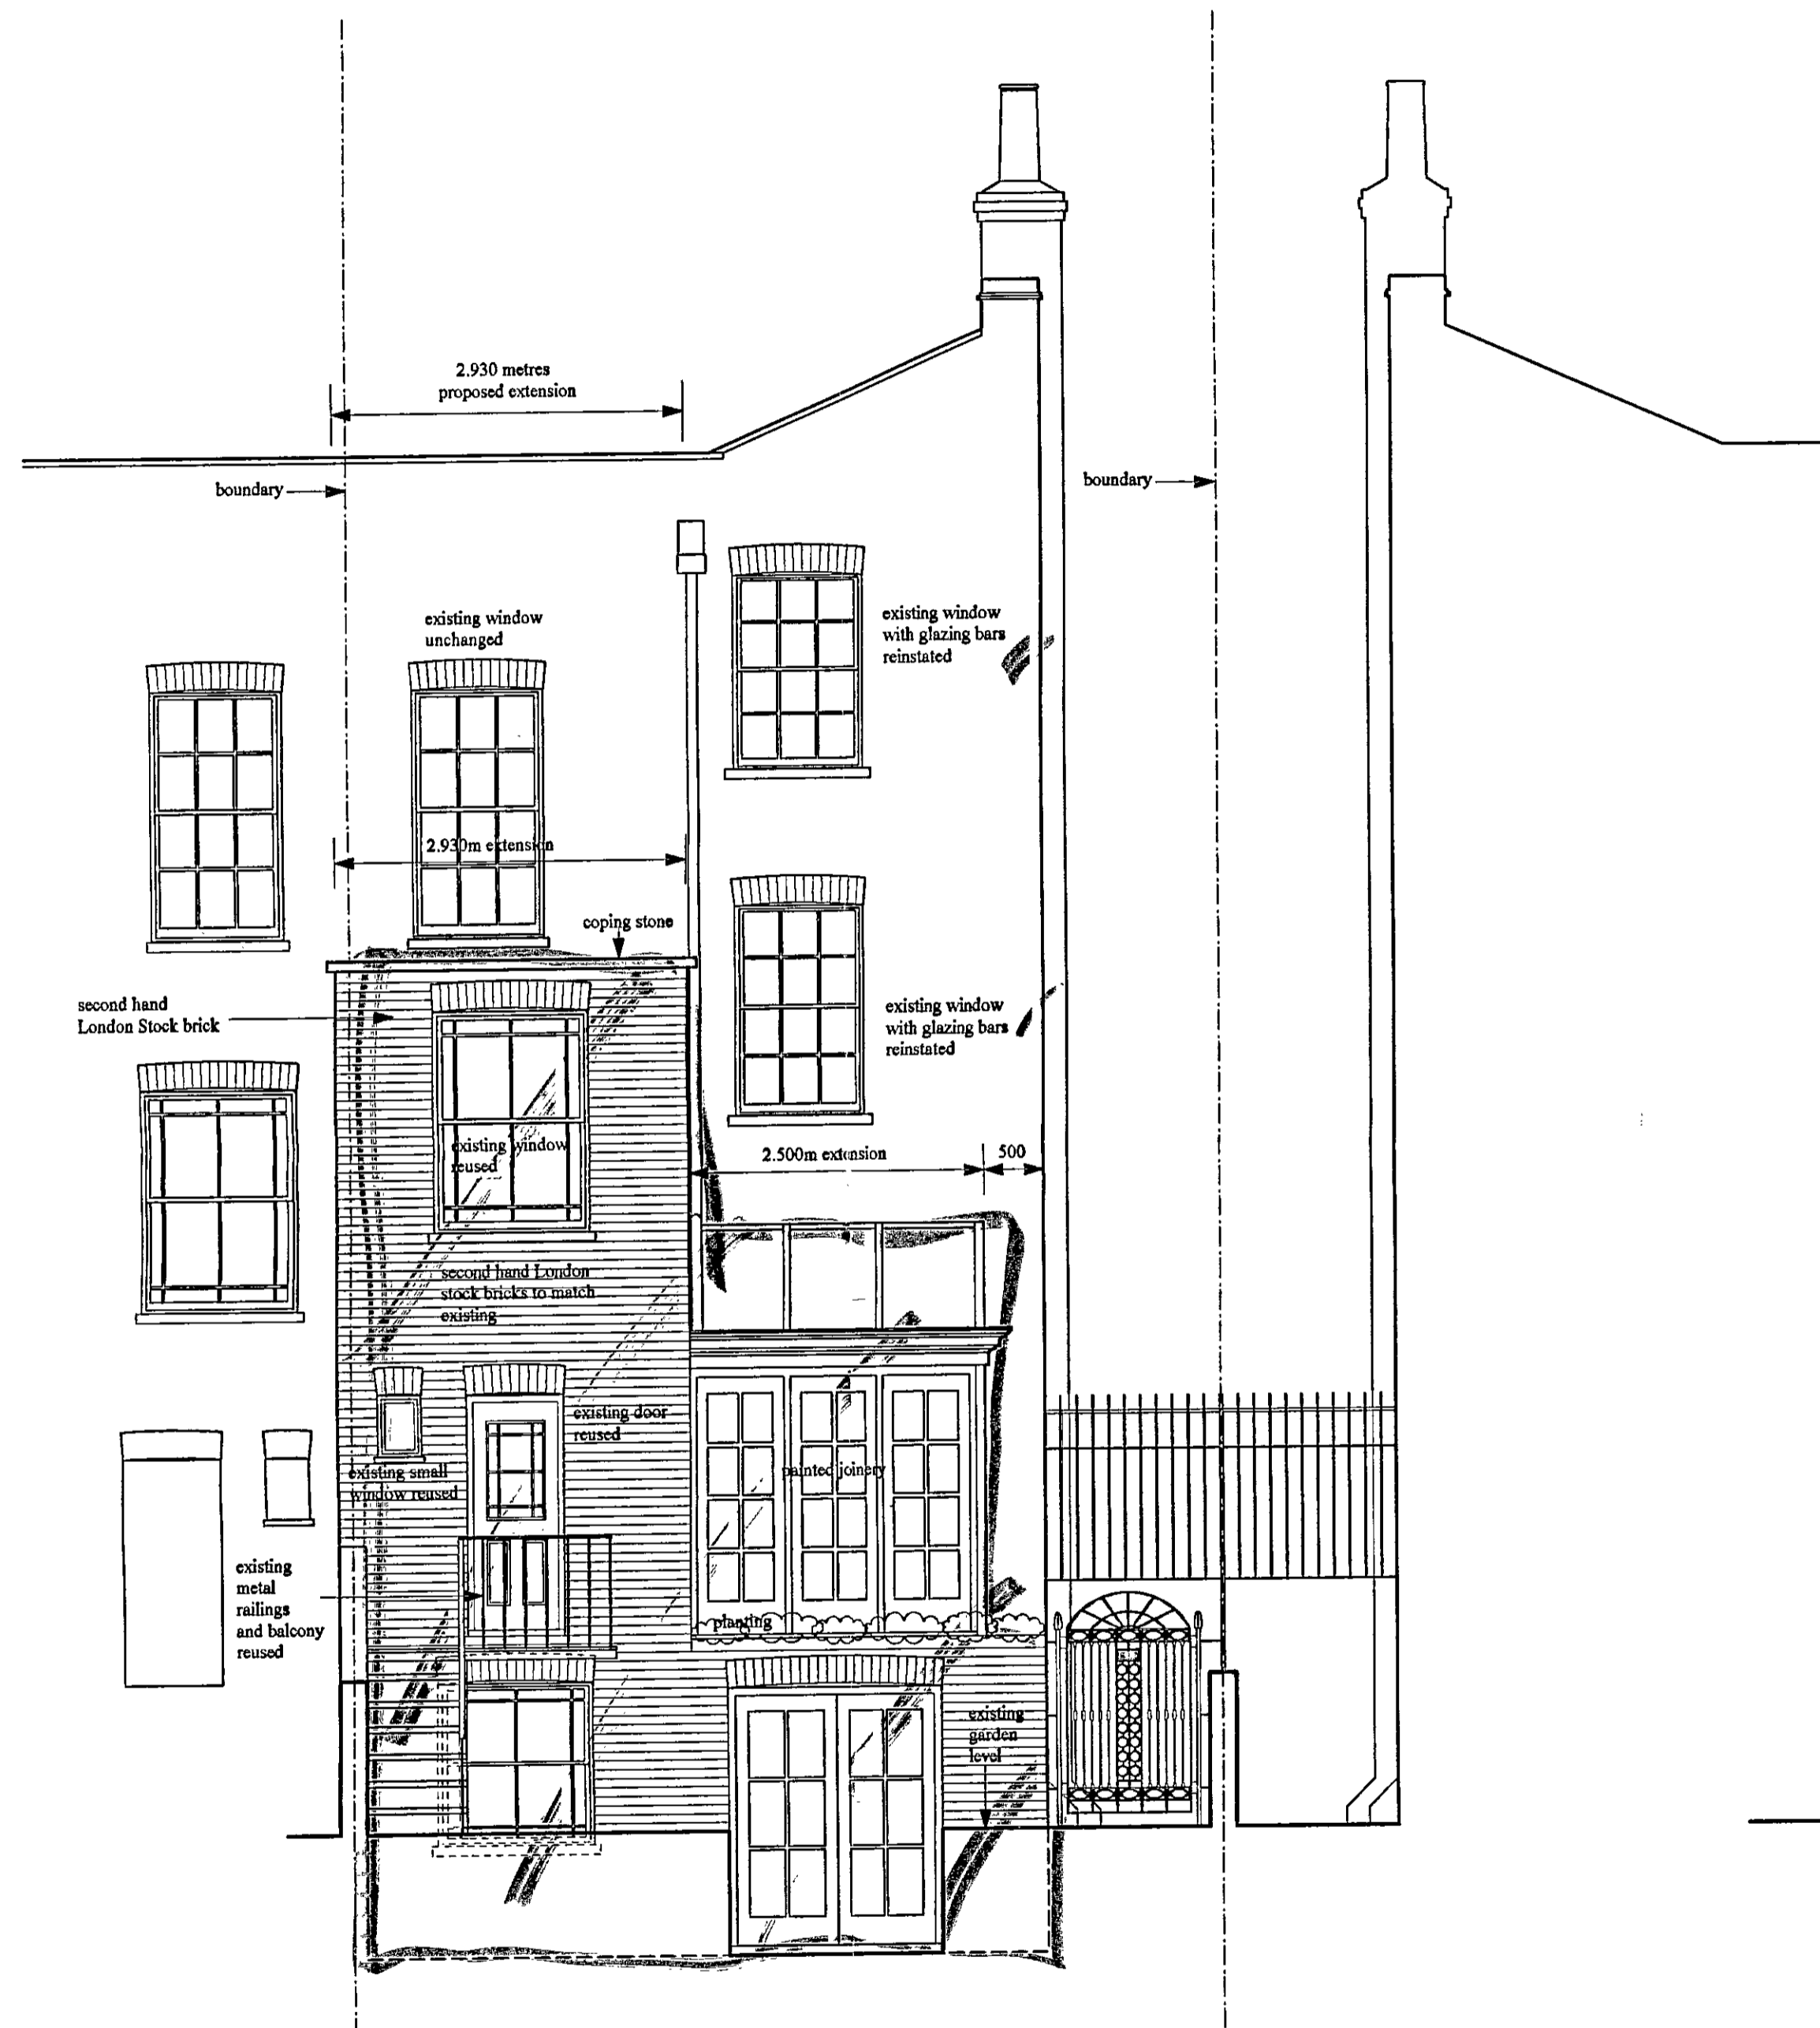 2.930 metres
proposed extension
boundary
boundary
existing window
unchanged
existing window
with glazing bars
reinstated
2.930m extension
coping stone
second hand
London Stock brick
existing window
with glazing bars
reinstated
existing window
reused
2.500m extension
500
second hand London
stock bricks to match
existing
existing door
reused
existing small
window reused
painted joinery
existing
metal
railings
and balcony
reused
planting
existing
garden
level